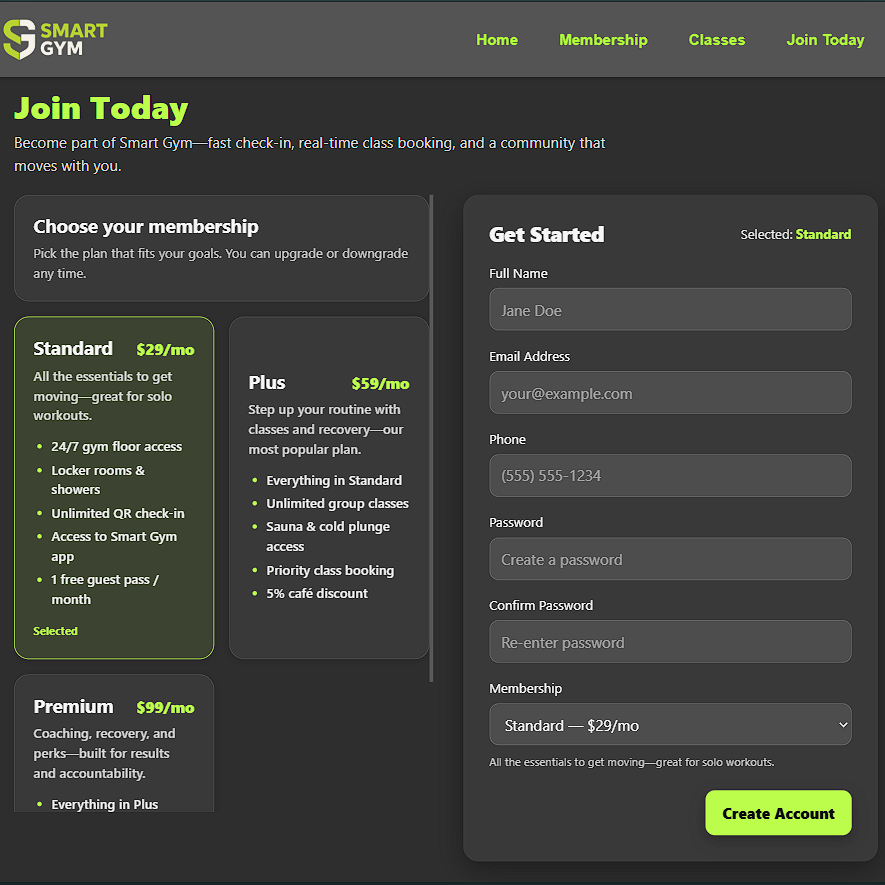 SMART
GYM
Home
Membership
Classes
Join Today
Join Today
Become part of Smart Gym—fast check-in, real-time class booking, and a community that
moves with you.
Choose your membership
Pick the plan that fits your goals. You can upgrade or downgrade
any time.
Standard $29/mo
All the essentials to get
moving—great for solo
workouts.
• 24/7 gym floor access
• Locker rooms &
showers
• Unlimited QR check-in
• Access to Smart Gym
app
• 1 free guest pass /
month
Selected
Plus $59/mo
Step up your routine with
classes and recovery—our
most popular plan.
• Everything in Standard
• Unlimited group classes
• Sauna & cold plunge
access
• Priority class booking
• 5% café discount
Premium $99/mo
Coaching, recovery, and
perks—built for results
and accountability.
• Everything in Plus
Get Started
Selected: Standard
Full Name
Jane Doe
Email Address
your@example.com
Phone
(555) 555-1234
Password
Create a password
Confirm Password
Re-enter password
Membership
Standard — $29/mo
All the essentials to get moving—great for solo workouts.
Create Account